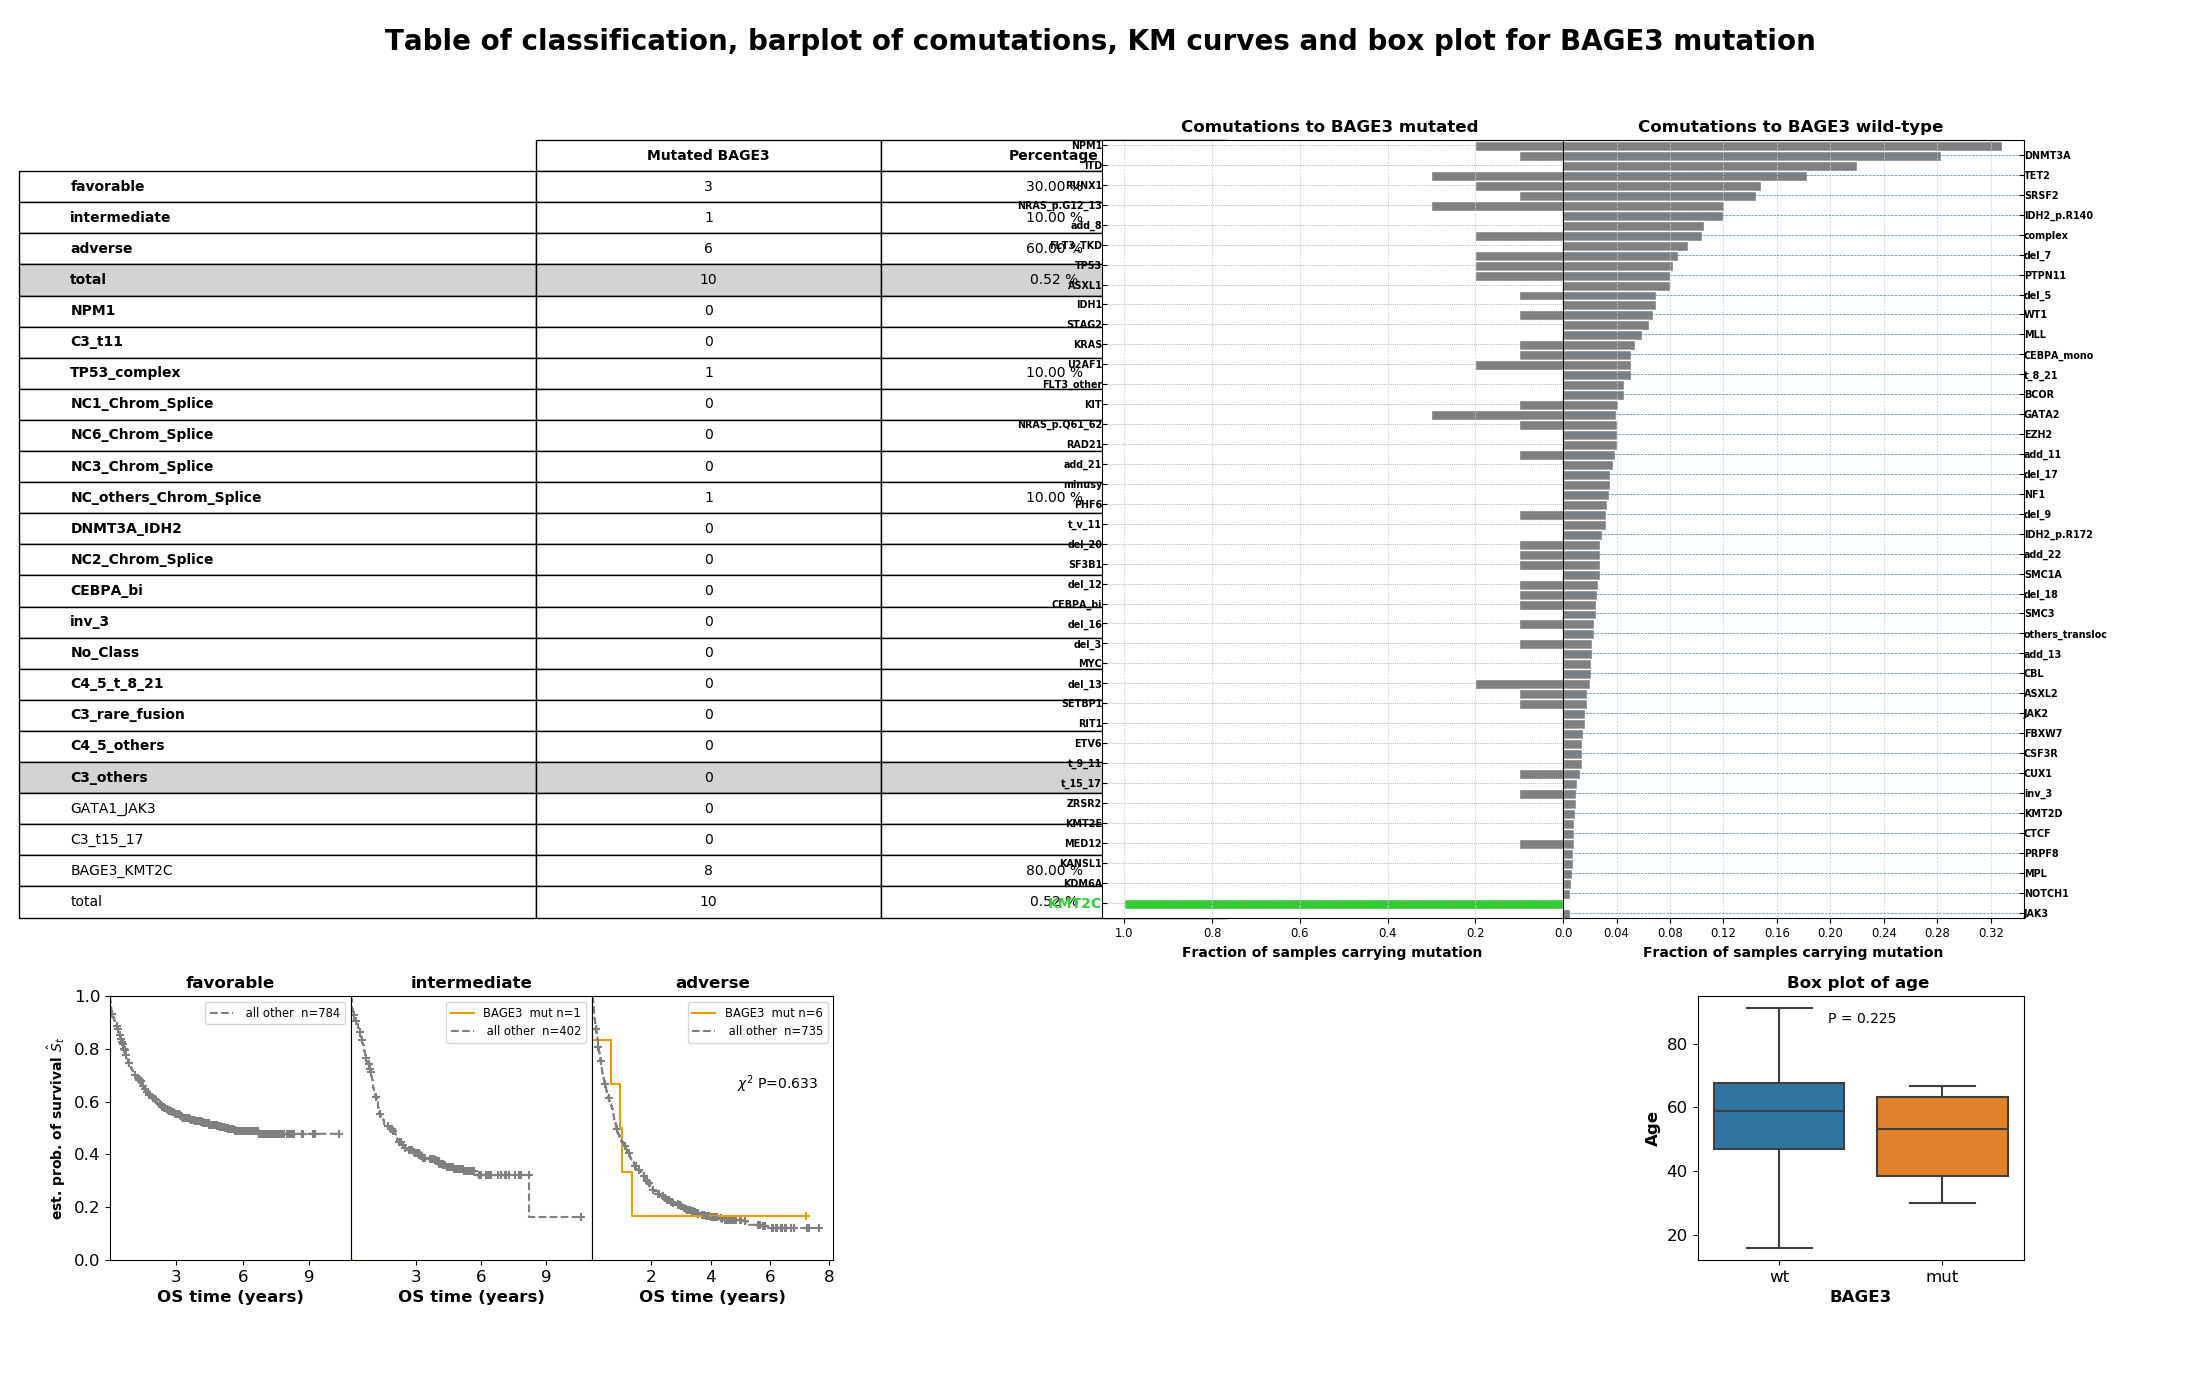 Table of classification, barplot of comutations, KM curves and box plot for BAGE3 mutation
Mutated BAGE3 Percentage
favorable 3 30.00 %
intermediate 1 10.00 %
adverse 6 60.00 %
total 10 0.52 %
NPM1 0
C3_t11 0
TP53_complex 1 10.00 %
NC1_Chrom_Splice 0
NC6_Chrom_Splice 0
NC3_Chrom_Splice 0
NC_others_Chrom_Splice 1 10.00 %
DNMT3A_IDH2 0
NC2_Chrom_Splice 0
CEBPA_bi 0
inv_3 0
No_Class 0
C4_5_t_8_21 0
C3_rare_fusion 0
C4_5_others 0
C3_others 0
GATA1_JAK3 0
C3_t15_17 0
BAGE3_KMT2C 8 80.00 %
total 10 0.52 %
Comutations to BAGE3 mutated
NPM1
ITD
RUNX1
NRAS_p.G12_13
add_8
FLT3_TKD
TP53
ASXL1
IDH1
STAG2
KRAS
U2AF1
FLT3_other
KIT
NRAS_p.Q61_62
RAD21
add_21
minusy
PHF6
t_v_11
del_20
SF3B1
del_12
CEBPA_bi
del_16
del_3
MYC
del_13
SETBP1
RIT1
ETV6
t_9_11
t_15_17
ZRSR2
KMT2E
MED12
KANSL1
KDM6A
KMT2C
1.0 0.8 0.6 0.4 0.2
Fraction of samples carrying mutation
Comutations to BAGE3 wild-type
DNMT3A
TET2
SRSF2
IDH2_p.R140
complex
del_7
PTPN11
del_5
WT1
MLL
CEBPA_mono
t_8_21
BCOR
GATA2
EZH2
add_11
del_17
NF1
del_9
IDH2_p.R172
add_22
SMC1A
del_18
SMC3
others_transloc
add_13
CBL
ASXL2
JAK2
FBXW7
CSF3R
CUX1
inv_3
KMT2D
CTCF
PRPF8
MPL
NOTCH1
JAK3
0.0 0.04 0.08 0.12 0.16 0.20 0.24 0.28 0.32
Fraction of samples carrying mutation
favorable
all other n=784
est. prob. of survival Ŝt
1.0
0.8
0.6
0.4
0.2
0.0
3 6 9
OS time (years)
intermediate
BAGE3 mut n=1
all other n=402
3 6 9
OS time (years)
adverse
BAGE3 mut n=6
all other n=735
χ² P=0.633
2 4 6 8
OS time (years)
Box plot of age
P = 0.225
Age
80
60
40
20
wt mut
BAGE3